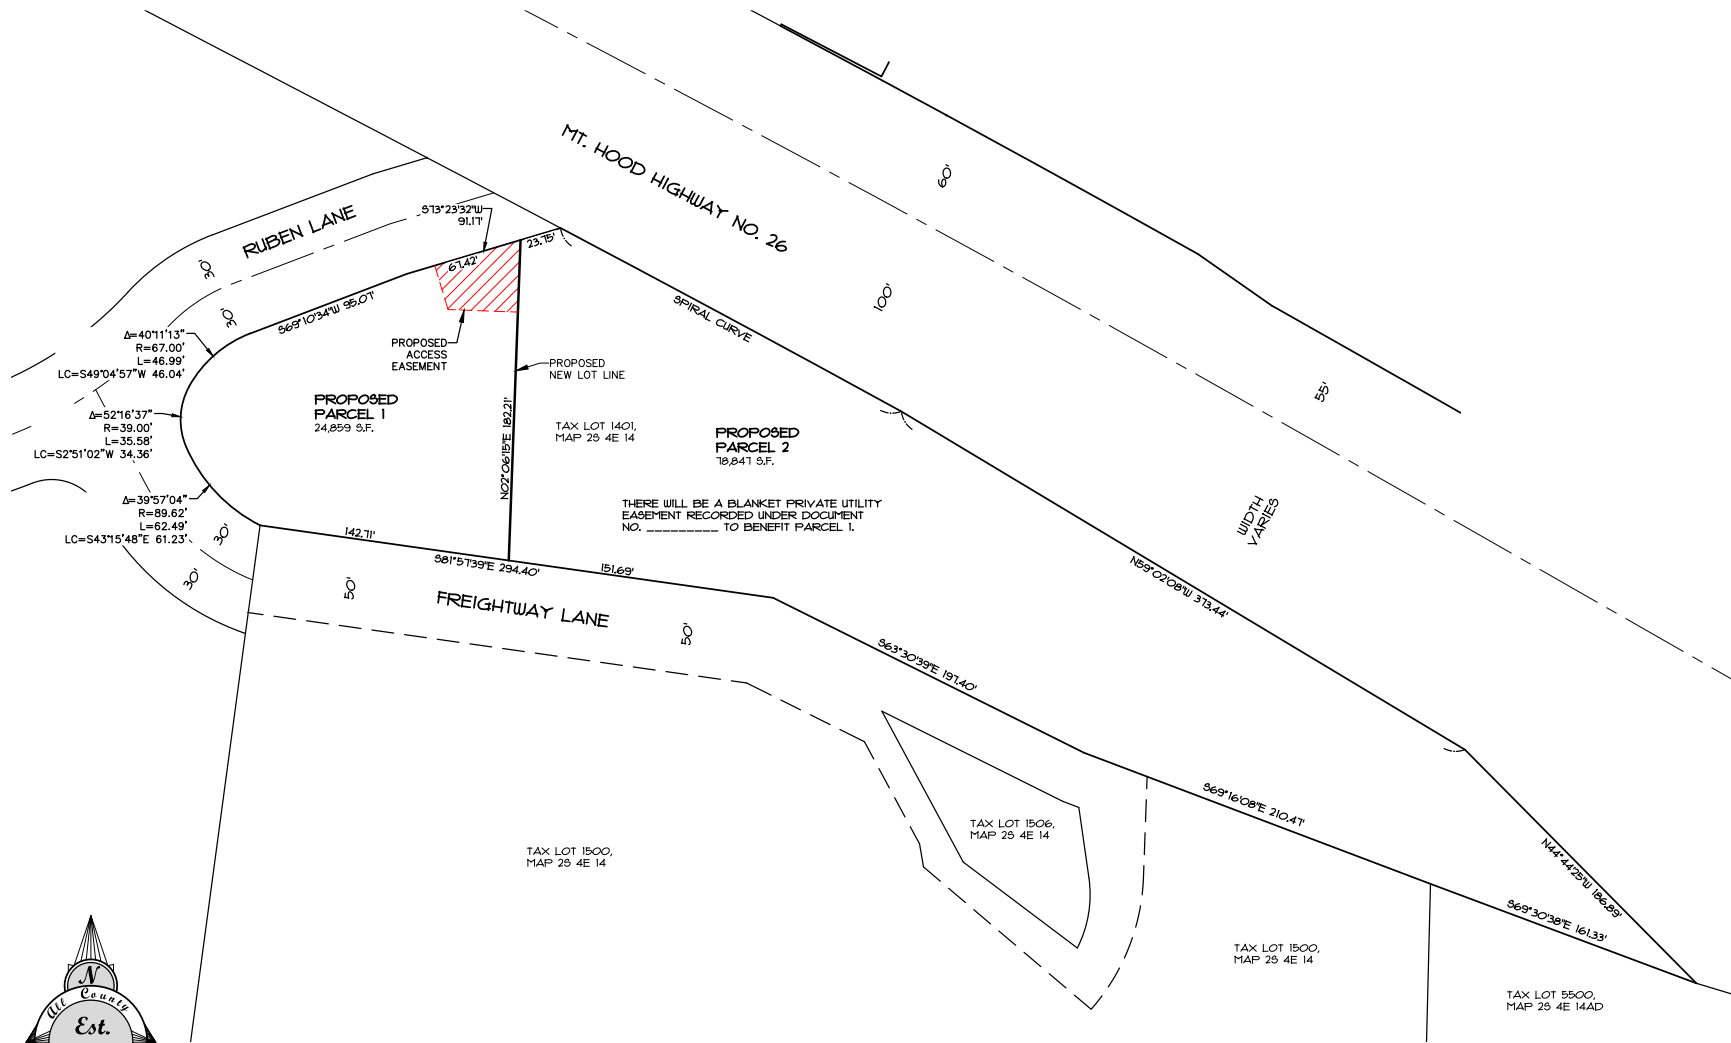 MT. HOOD HIGHWAY NO. 26
60'
100'
55'
WIDTH
VARIES
RUBEN LANE
30'
30'
S73°23'32"W
91.17'
23.75'
67.42'
S69°10'34"W 95.07'
SPIRAL CURVE
Δ=40°11'13"
R=67.00'
L=46.99'
LC=S49°04'57"W 46.04'
PROPOSED
ACCESS
EASEMENT
PROPOSED
NEW LOT LINE
Δ=52°16'37"
R=39.00'
L=35.58'
LC=S2°51'02"W 34.36'
PROPOSED
PARCEL 1
24,859 S.F.
N02°06'15"E 182.21'
TAX LOT 1401,
MAP 2S 4E 14
PROPOSED
PARCEL 2
78,847 S.F.
Δ=39°57'04"
R=89.62'
L=62.49'
LC=S43°15'48"E 61.23'
THERE WILL BE A BLANKET PRIVATE UTILITY
EASEMENT RECORDED UNDER DOCUMENT
NO. _________ TO BENEFIT PARCEL 1.
30'
30'
142.71'
S81°57'39"E 294.40'
151.69'
50'
FREIGHTWAY LANE
50'
N59°02'08"W 373.44'
S63°30'39"E 197.40'
S69°16'08"E 210.47'
N44°44'25"W 186.89'
S69°30'38"E 161.33'
TAX LOT 1506,
MAP 2S 4E 14
TAX LOT 1500,
MAP 2S 4E 14
TAX LOT 1500,
MAP 2S 4E 14
TAX LOT 5500,
MAP 2S 4E 14AD
N
All County
Est.